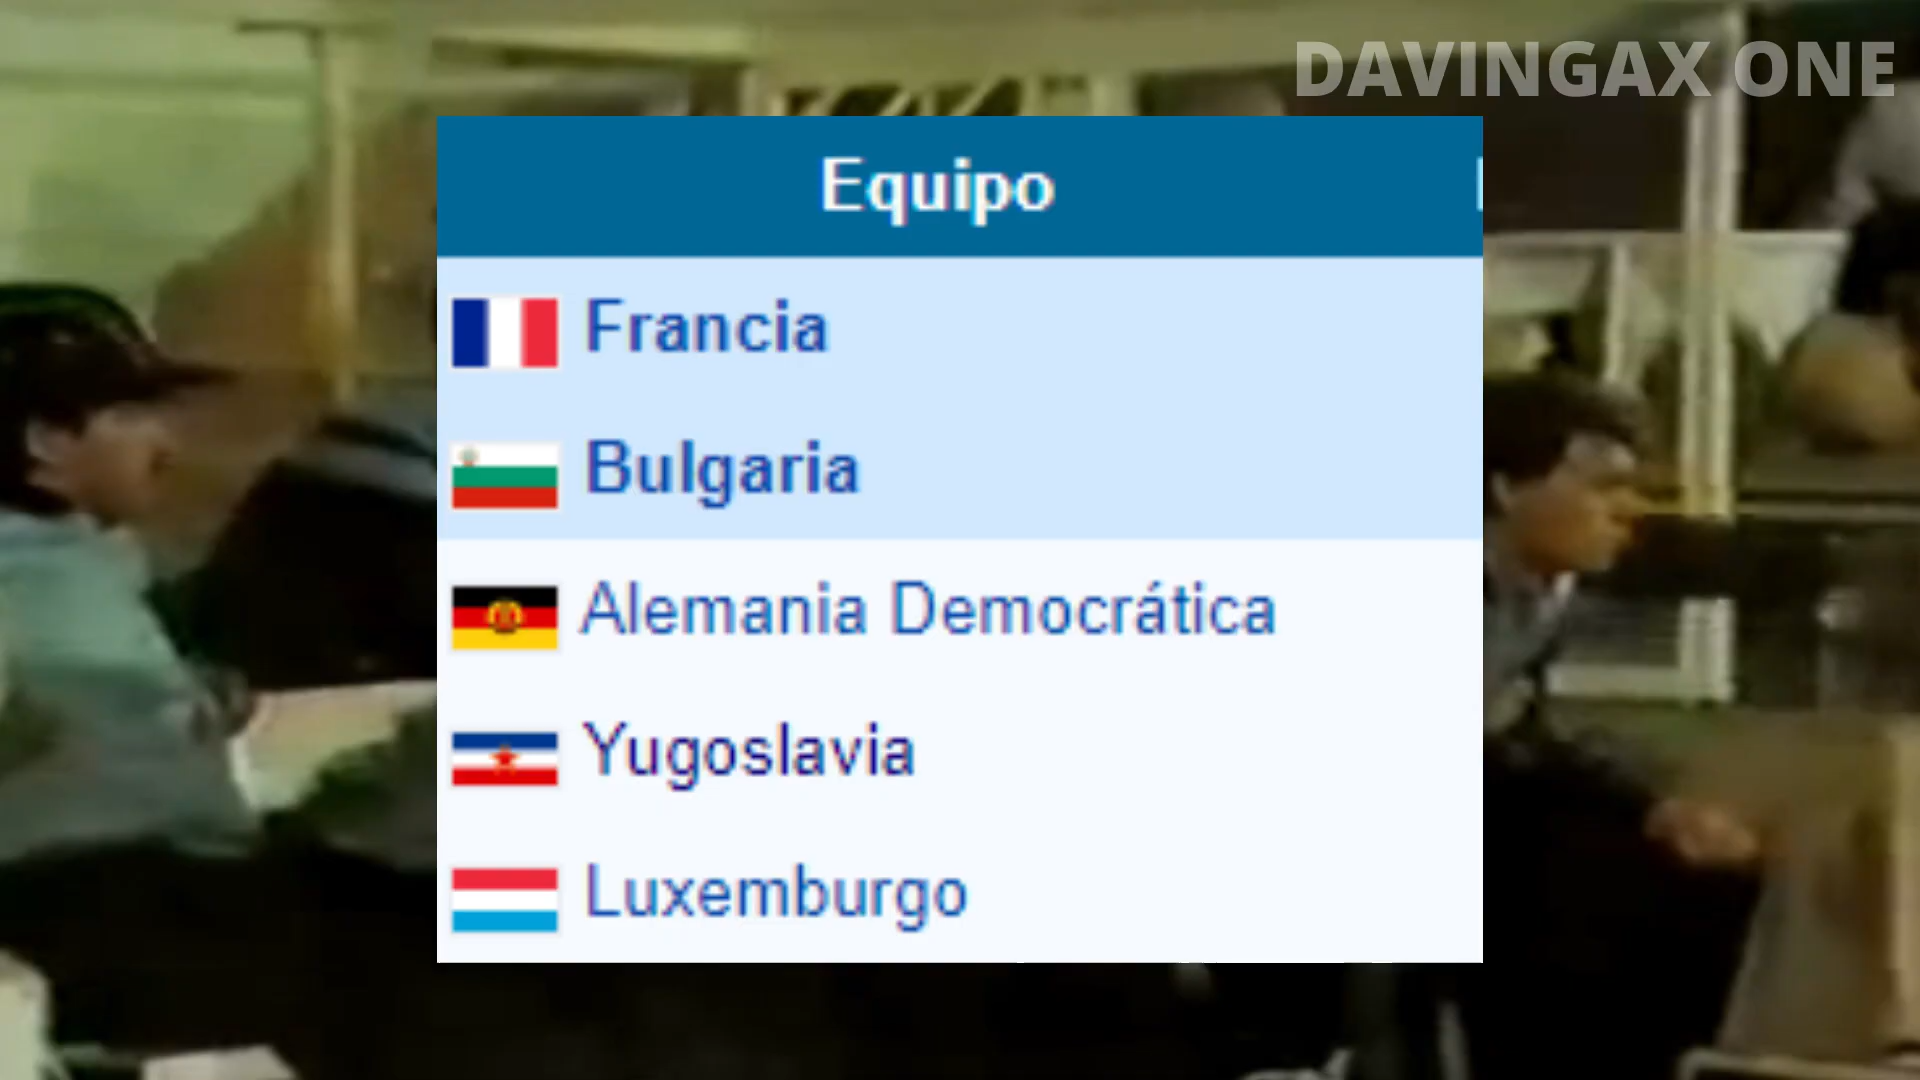 DAVINGAX ONE
Equipo
Francia
Bulgaria
Alemania Democrática
Yugoslavia
Luxemburgo